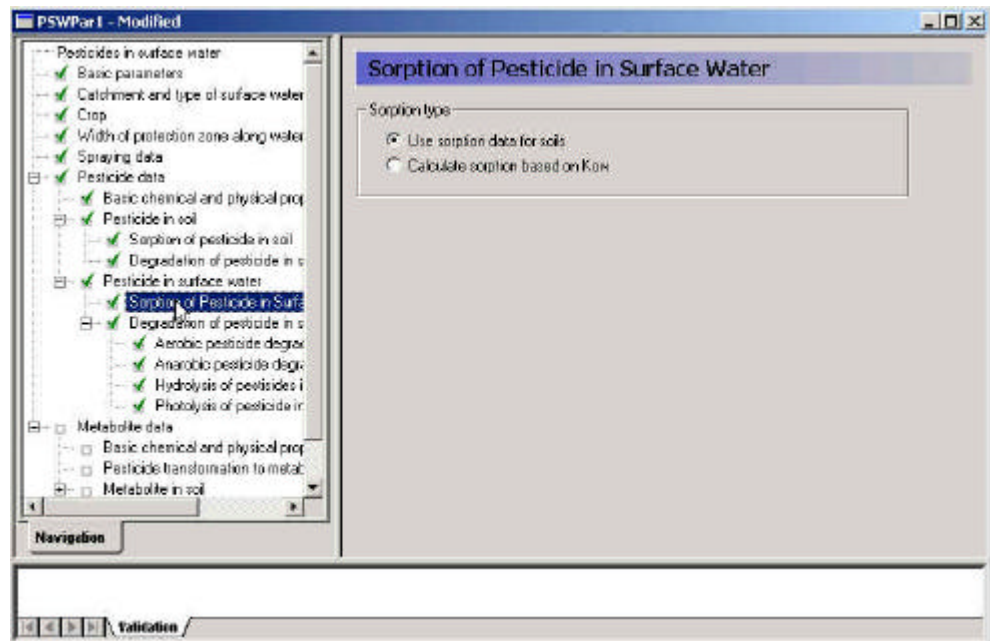 PSWPar1 - Modified
Pesticides in surface water
Basic parameters
Catchment and type of surface water
Crop
Width of protection zone along water
Spraying data
Pesticide data
Basic chemical and physical prop
Pesticide in soil
Sorption of pesticide in soil
Degradation of pesticide in s
Pesticide in surface water
Sorption of Pesticide in Surfa
Degradation of pesticide in s
Aerobic pesticide degrad
Anarobic pesticide degra
Hydrolysis of pestisides i
Photolysis of pesticide in
Metabolite data
Basic chemical and physical prop
Pesticide transformation to metab
Metabolite in soil
Navigation
Sorption of Pesticide in Surface Water
Sorption type
Use sorption data for soils
Calculate sorption based on Kow
Validation